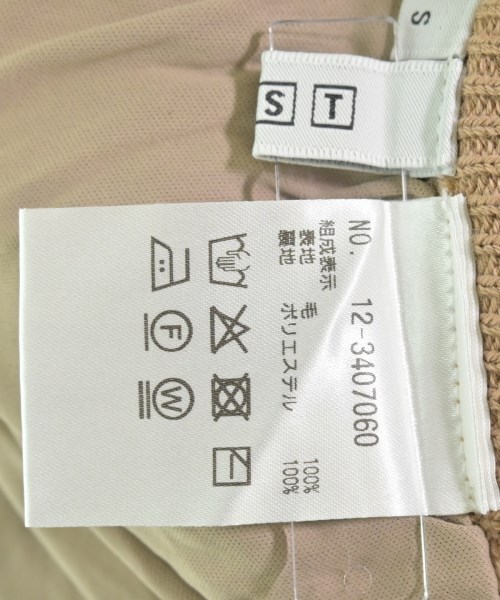 S
S T
NO. 12-3407060
組成表示
表地 毛 100%
裏地 ポリエステル 100%
F
W